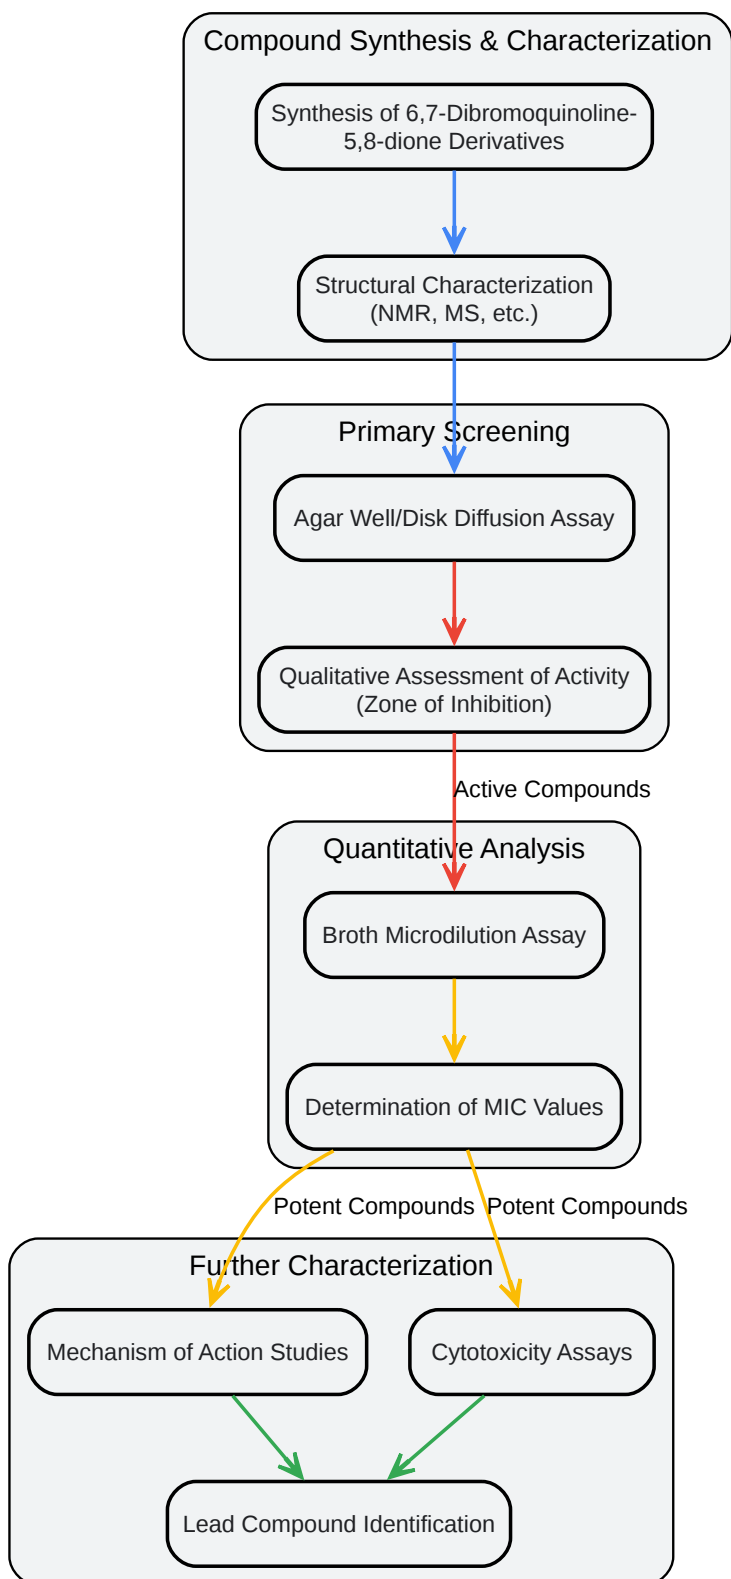 Compound Synthesis & Characterization
Synthesis of 6,7-Dibromoquinoline-
5,8-dione Derivatives
Structural Characterization
(NMR, MS, etc.)
Primary Screening
Agar Well/Disk Diffusion Assay
Qualitative Assessment of Activity
(Zone of Inhibition)
Active Compounds
Quantitative Analysis
Broth Microdilution Assay
Determination of MIC Values
Potent Compounds
Potent Compounds
Further Characterization
Mechanism of Action Studies
Cytotoxicity Assays
Lead Compound Identification